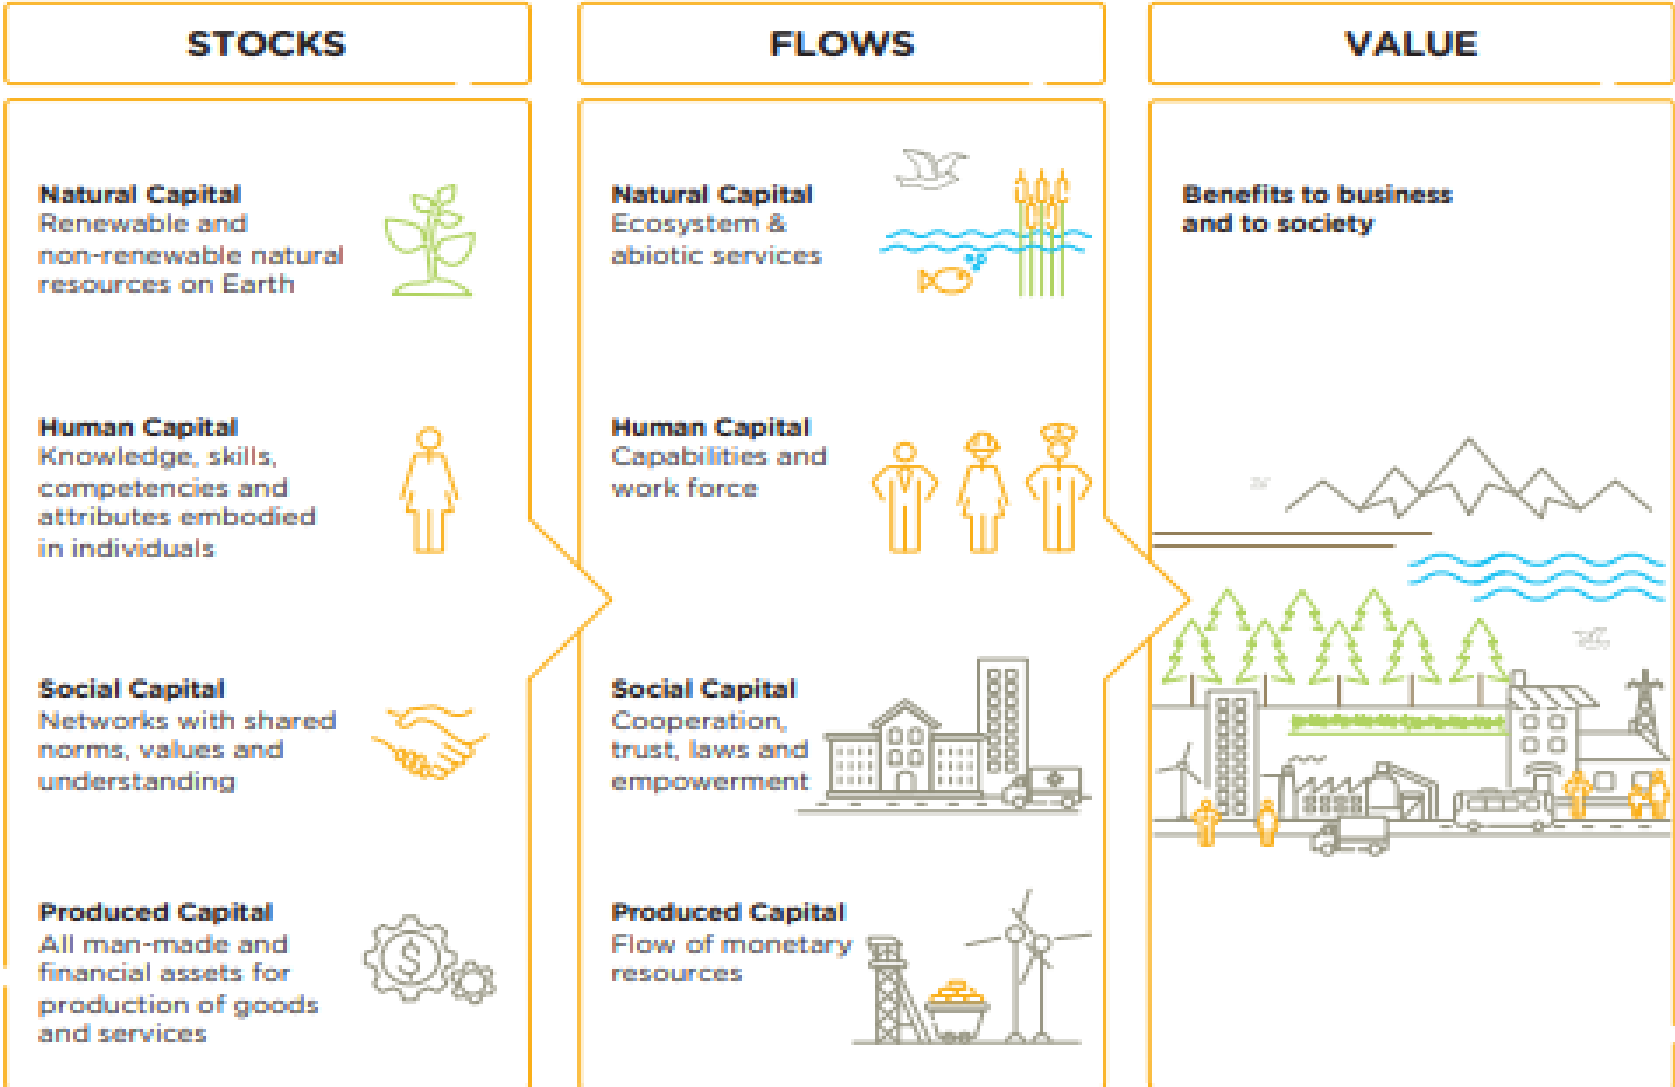 STOCKS
Natural Capital
Renewable and
non-renewable natural
resources on Earth
Human Capital
Knowledge, skills,
competencies and
attributes embodied
in individuals
Social Capital
Networks with shared
norms, values and
understanding
Produced Capital
All man-made and
financial assets for
production of goods
and services
$
FLOWS
Natural Capital
Ecosystem &
abiotic services
Human Capital
Capabilities and
work force
Social Capital
Cooperation,
trust, laws and
empowerment
Produced Capital
Flow of monetary
resources
VALUE
Benefits to business
and to society